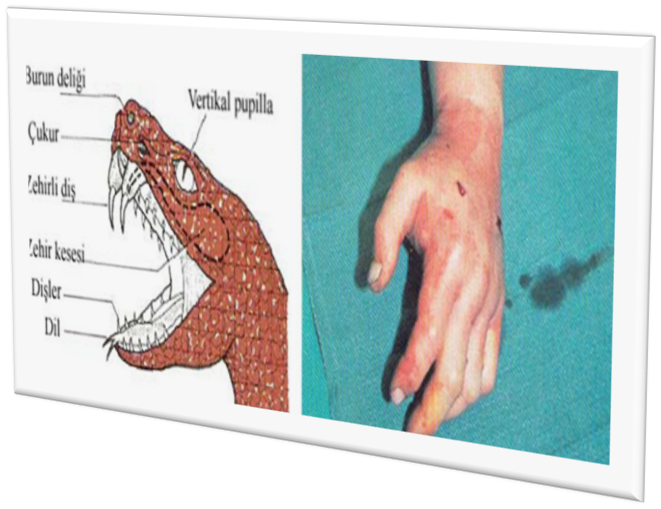 Burun deliği
Vertikal pupilla
Çukur
Zehirli diş
Zehir kesesi
Dişler
Dil